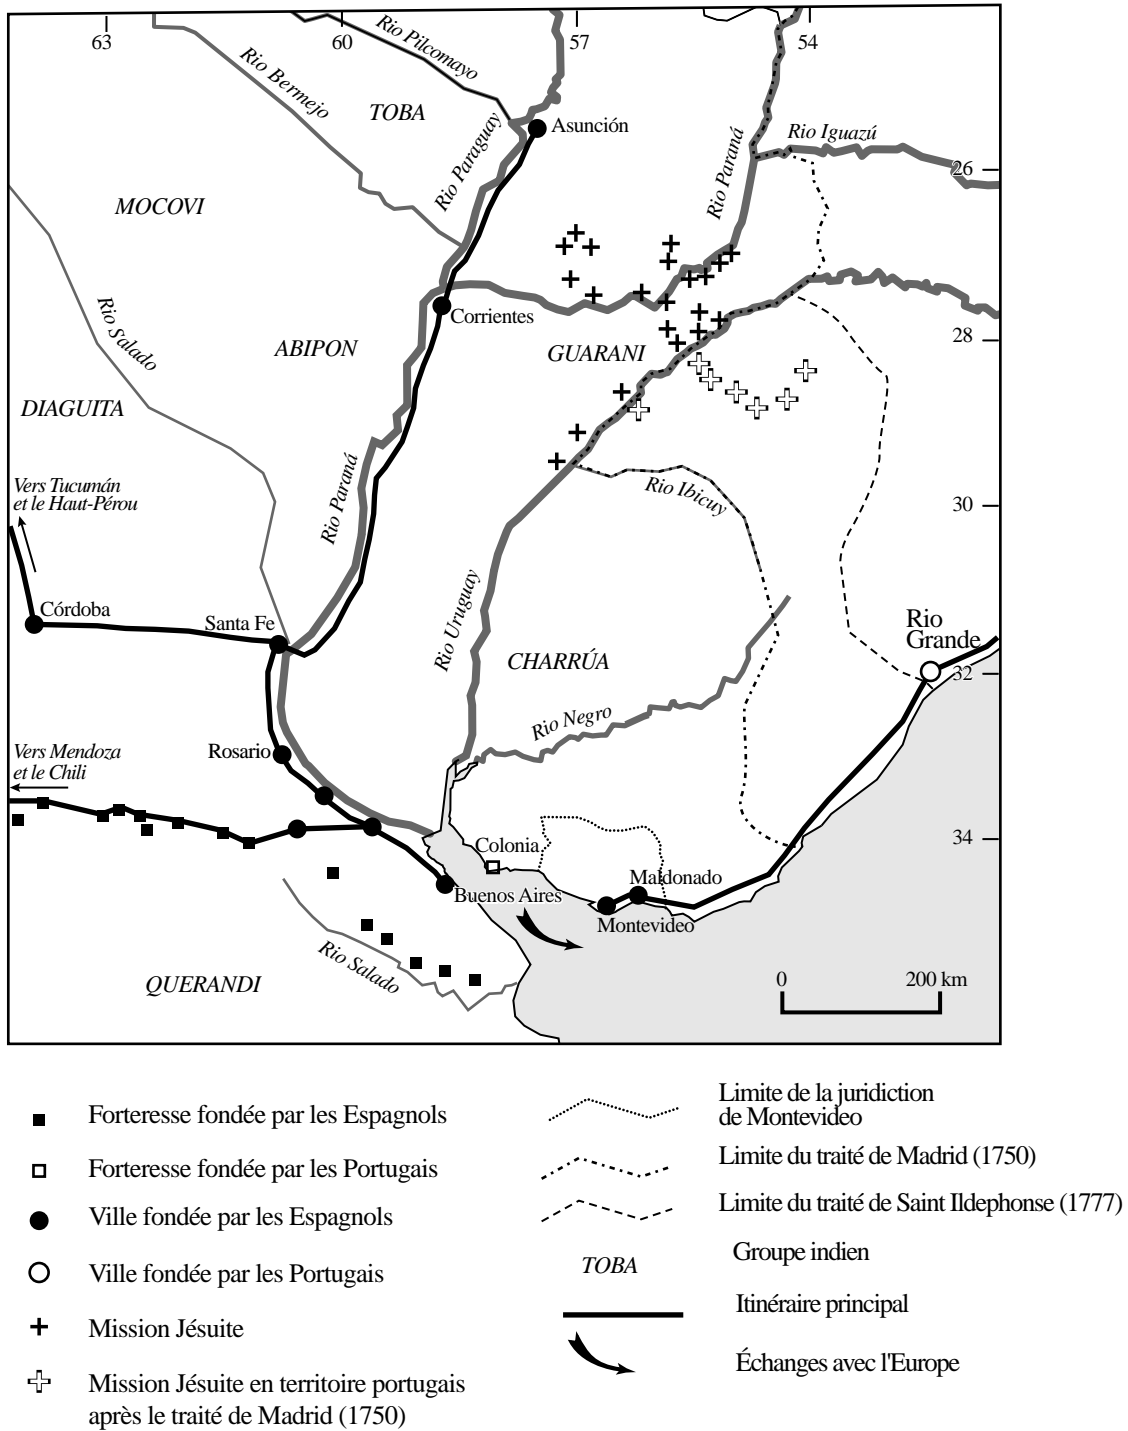 63
60
57
54
Rio Pilcomayo
Rio Bermejo
TOBA
Asunción
Rio Paraguay
Rio Paraná
Rio Iguazú
26
MOCOVI
Rio Salado
Corrientes
28
ABIPON
GUARANI
DIAGUITA
Vers Tucumán
et le Haut-Pérou
Rio Paraná
Rio Ibicuy
30
Córdoba
Santa Fe
Rio Uruguay
Rio
Grande
CHARRÚA
32
Rio Negro
Rosario
Vers Mendoza
et le Chili
34
Colonia
Maldonado
Buenos Aires
Montevideo
Rio Salado
QUERANDI
0
200 km
Forteresse fondée par les Espagnols
Forteresse fondée par les Portugais
Ville fondée par les Espagnols
Ville fondée par les Portugais
Mission Jésuite
Mission Jésuite en territoire portugais
après le traité de Madrid (1750)
Limite de la juridiction
de Montevideo
Limite du traité de Madrid (1750)
Limite du traité de Saint Ildephonse (1777)
TOBA
Groupe indien
Itinéraire principal
Échanges avec l'Europe